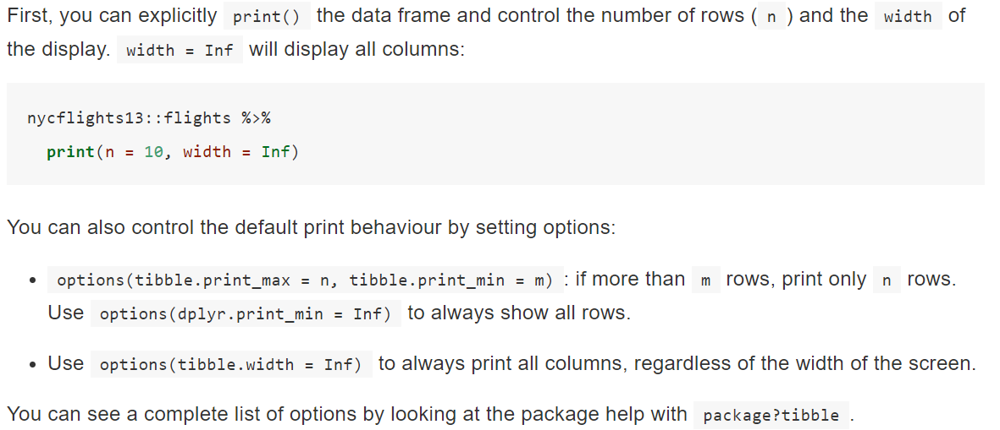 First, you can explicitly print() the data frame and control the number of rows ( n ) and the width of
the display. width = Inf will display all columns:
nycflights13::flights %>%
print(n = 10, width = Inf)
You can also control the default print behaviour by setting options:
• options(tibble.print_max = n, tibble.print_min = m) : if more than m rows, print only n rows.
Use options(dplyr.print_min = Inf) to always show all rows.
• Use options(tibble.width = Inf) to always print all columns, regardless of the width of the screen.
You can see a complete list of options by looking at the package help with package?tibble .